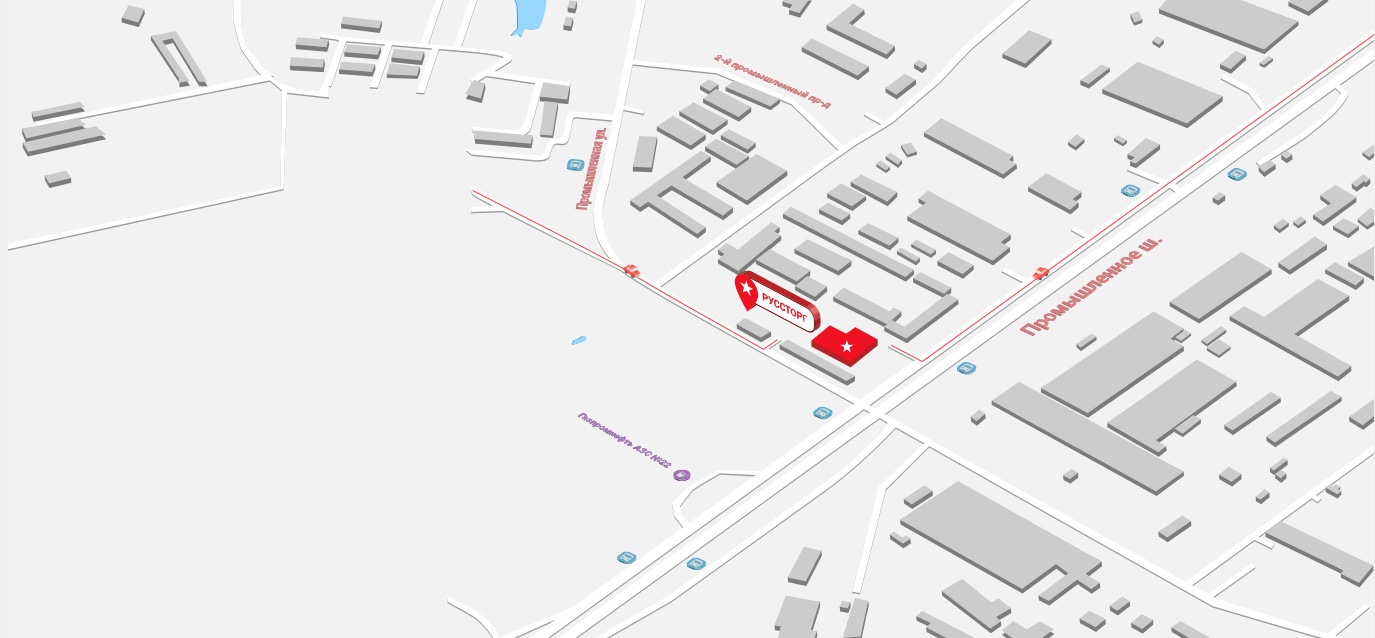 2-й промышленный пр-д
Промышленная ул.
Промышленное ш.
РУССТОРГ
Газпромнефть АЗС №22